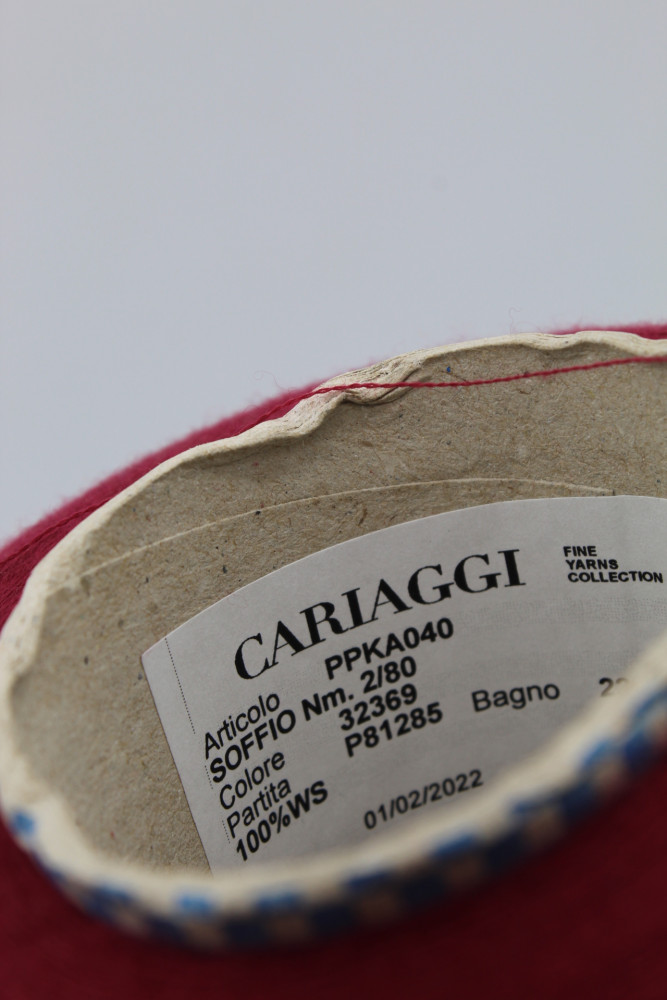 CARIAGGI
FINE
YARNS
COLLECTION
Articolo PPKA040
SOFFIO Nm. 2/80
Colore 32369
Partita P81285 Bagno
100%WS
01/02/2022